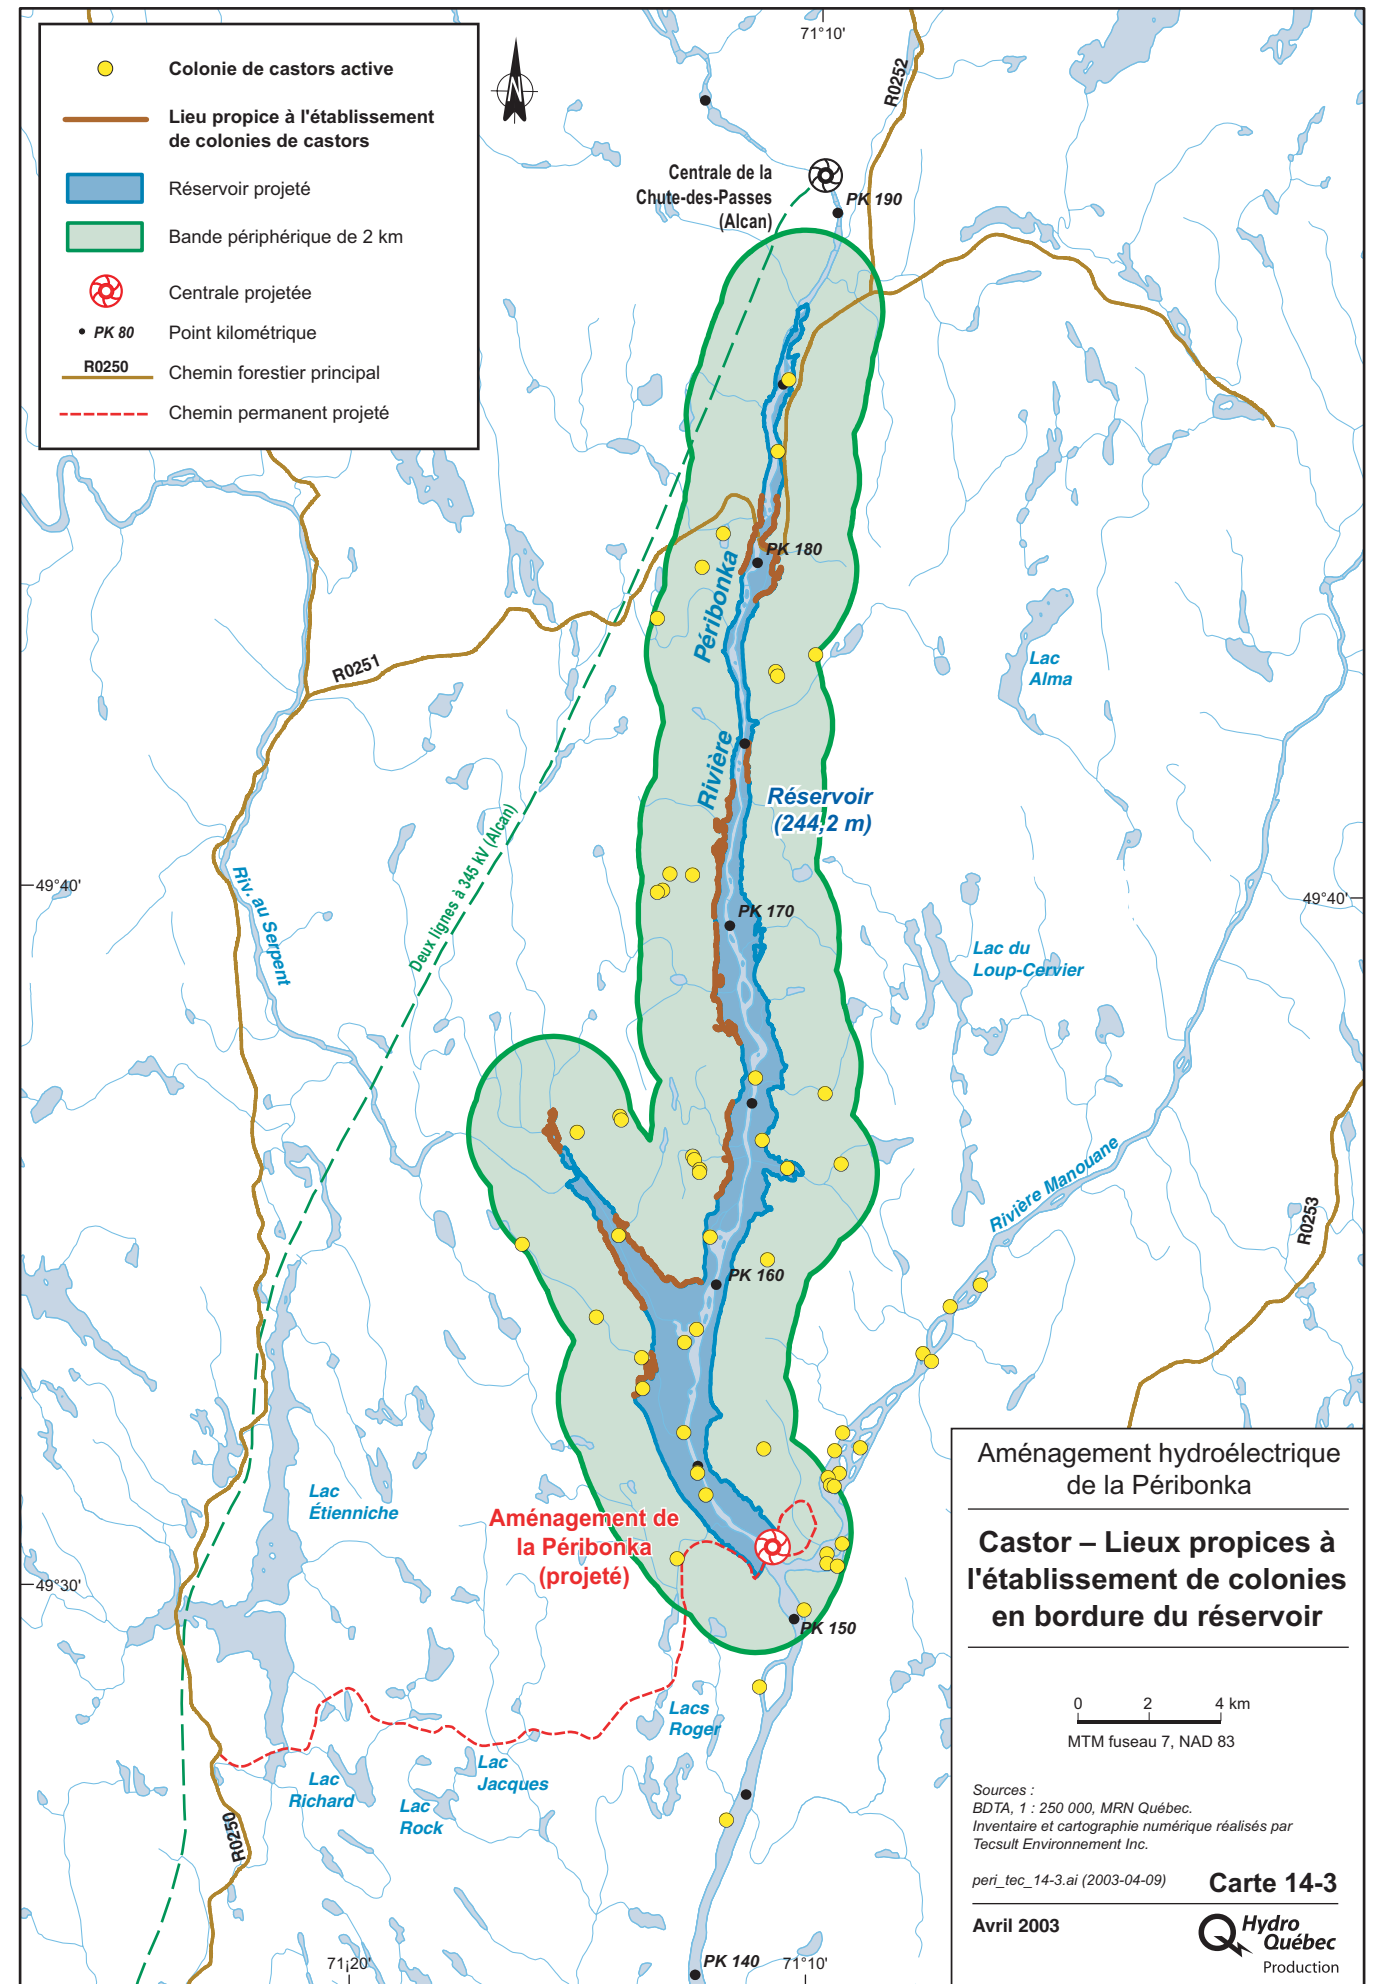 71°10'
Colonie de castors active
Lieu propice à l'établissement
de colonies de castors
Réservoir projeté
Bande périphérique de 2 km
Centrale projetée
PK 80 Point kilométrique
R0250
Chemin forestier principal
Chemin permanent projeté
N
R0252
Centrale de la
Chute-des-Passes
(Alcan)
PK 190
PK 180
Péribonka
Rivière
R0251
Lac
Alma
Réservoir
(244,2 m)
Deux lignes à 345 kV (Alcan)
49°40'
49°40'
Riv. au Serpent
PK 170
Lac du
Loup-Cervier
Rivière Manouane
R0253
PK 160
Lac
Étienniche
Aménagement de
la Péribonka
(projeté)
49°30'
PK 150
Lacs
Roger
Lac
Jacques
Lac
Richard
Lac
Rock
R0250
PK 140
71°20'
71°10'
Aménagement hydroélectrique
de la Péribonka
Castor – Lieux propices à
l'établissement de colonies
en bordure du réservoir
0 2 4 km
MTM fuseau 7, NAD 83
Sources :
BDTA, 1 : 250 000, MRN Québec.
Inventaire et cartographie numérique réalisés par
Tecsult Environnement Inc.
peri_tec_14-3.ai (2003-04-09)
Carte 14-3
Avril 2003
Hydro
Québec
Production